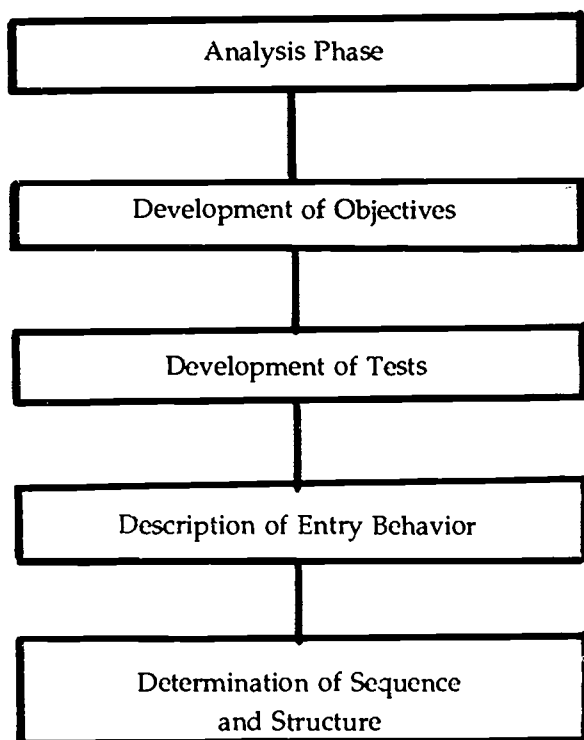 Analysis Phase
Development of Objectives
Development of Tests
Description of Entry Behavior
Determination of Sequence
and Structure